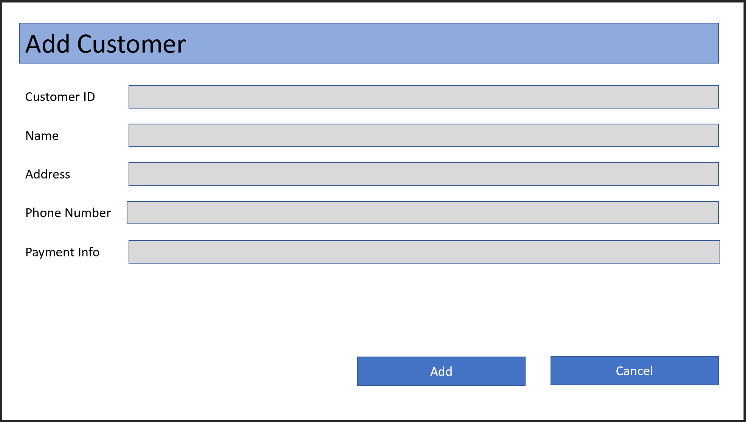 Add Customer
Customer ID
Name
Address
Phone Number
Payment Info
Add
Cancel